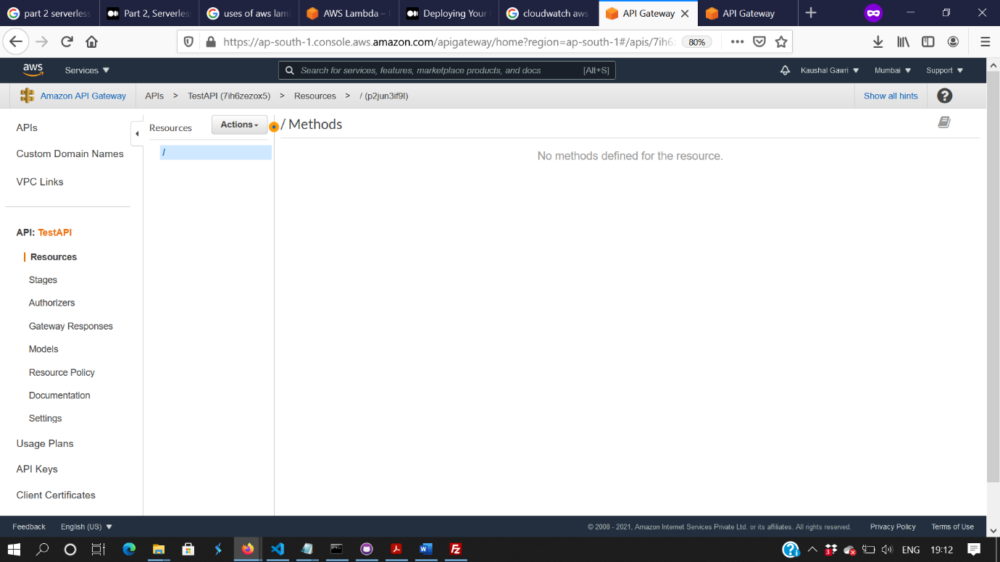 part 2 serverless
Part 2, Serverless
uses of aws lam
AWS Lambda –
Deploying Your
cloudwatch aws
API Gateway
API Gateway
https://ap-south-1.console.aws.amazon.com/apigateway/home?region=ap-south-1#/apis/7ih6z
80%
aws
Services
Search for services, features, marketplace products, and docs
[Alt+S]
Kaushal Gawri
Mumbai
Support
Amazon API Gateway
APIs > TestAPI (7ih6zezox5) > Resources > / (p2jun3if9l)
Show all hints
?
APIs
Custom Domain Names
VPC Links
API: TestAPI
Resources
Stages
Authorizers
Gateway Responses
Models
Resource Policy
Documentation
Settings
Usage Plans
API Keys
Client Certificates
Resources
Actions
/
/ Methods
No methods defined for the resource.
Feedback
English (US)
© 2008 - 2021, Amazon Internet Services Private Ltd. or its affiliates. All rights reserved.
Privacy Policy
Terms of Use
3
ENG
19:12